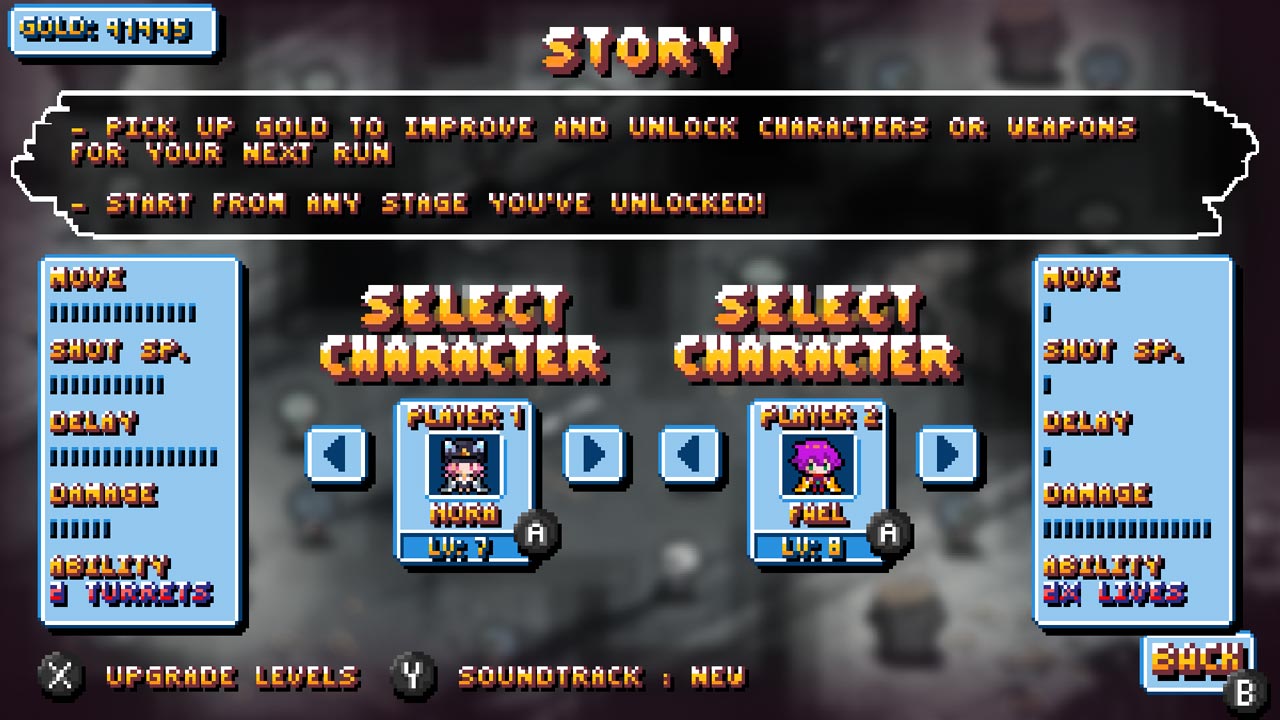 GOLD: 91995
STORY
- PICK UP GOLD TO IMPROVE AND UNLOCK CHARACTERS OR WEAPONS
FOR YOUR NEXT RUN
- START FROM ANY STAGE YOU'VE UNLOCKED!
MOVE
SHOT SP.
DELAY
DAMAGE
ABILITY
2 TURRETS
SELECT
CHARACTER
PLAYER 1
NORA
A
LV: 7
SELECT
CHARACTER
PLAYER 2
FAEL
A
LV: 8
MOVE
SHOT SP.
DELAY
DAMAGE
ABILITY
2X LIVES
X UPGRADE LEVELS
Y SOUNDTRACK : NEW
BACK
B